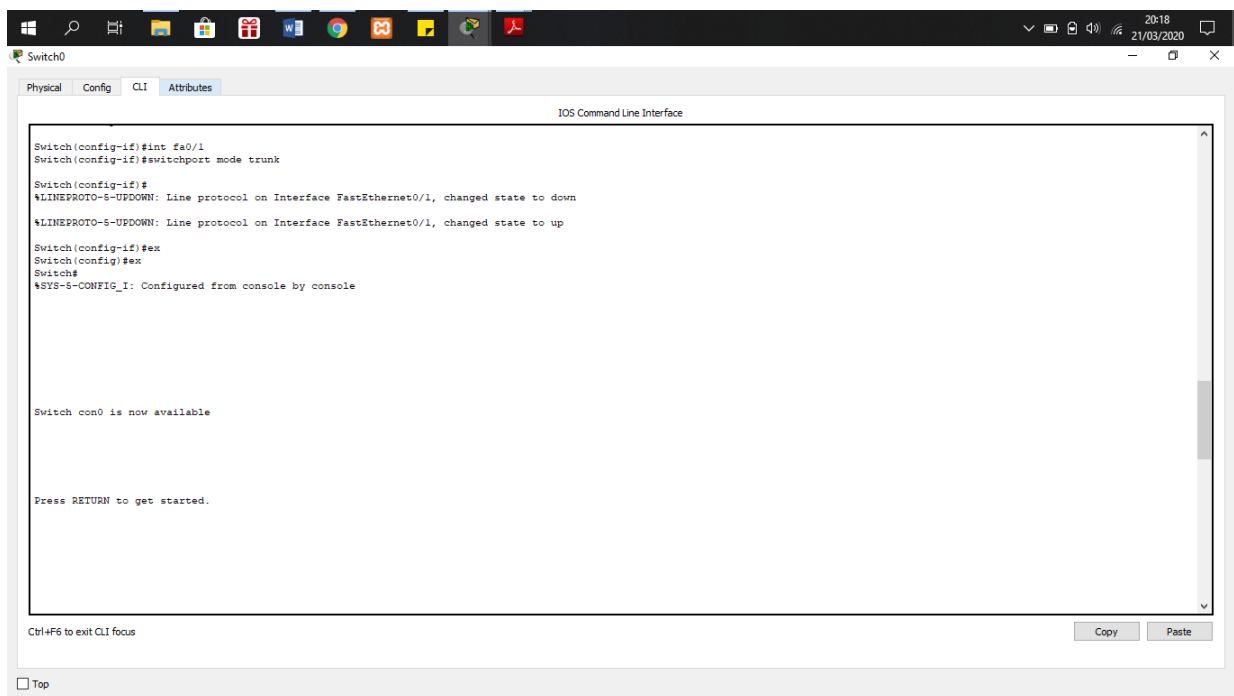 20:18
21/03/2020
Switch0
Physical Config CLI Attributes
IOS Command Line Interface
Switch(config-if)#int fa0/1
Switch(config-if)#switchport mode trunk
Switch(config-if)#
%LINEPROTO-5-UPDOWN: Line protocol on Interface FastEthernet0/1, changed state to down
%LINEPROTO-5-UPDOWN: Line protocol on Interface FastEthernet0/1, changed state to up
Switch(config-if)#ex
Switch(config)#ex
Switch#
%SYS-5-CONFIG_I: Configured from console by console
Switch con0 is now available
Press RETURN to get started.
Ctrl+F6 to exit CLI focus
Copy Paste
Top